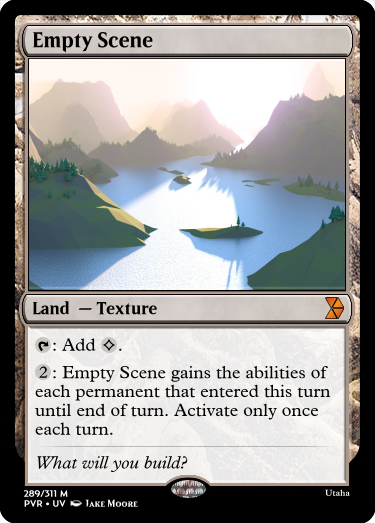 Empty Scene
Land — Texture
: Add .
2: Empty Scene gains the abilities of
each permanent that entered this turn
until end of turn. Activate only once
each turn.
What will you build?
289/311 M
Utaha
PVR • UV Jake Moore